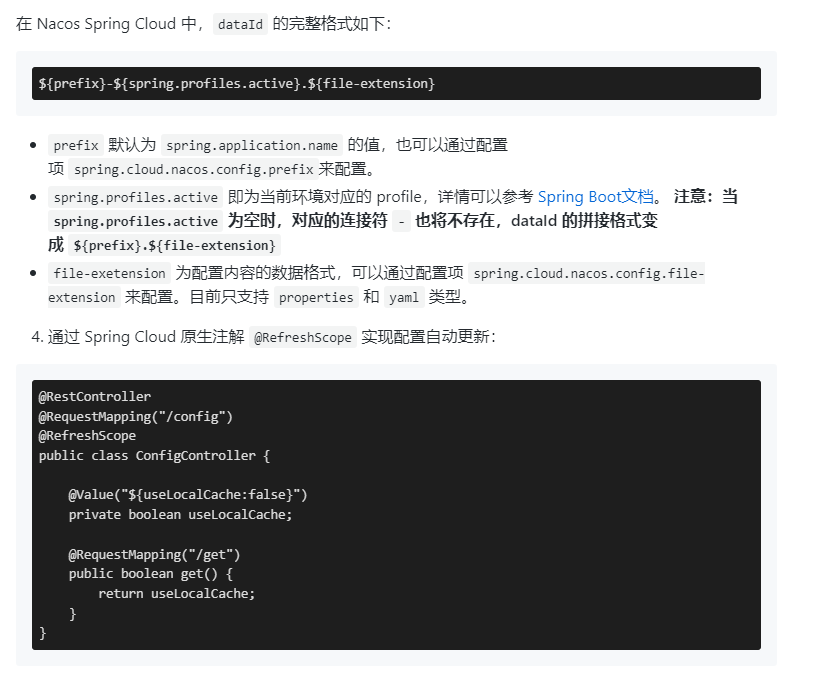 在 Nacos Spring Cloud 中，dataId 的完整格式如下：
${prefix}-${spring.profiles.active}.${file-extension}
• prefix 默认为 spring.application.name 的值，也可以通过配置
项 spring.cloud.nacos.config.prefix来配置。
• spring.profiles.active 即为当前环境对应的 profile，详情可以参考 Spring Boot文档。 注意：当
spring.profiles.active 为空时，对应的连接符 - 也将不存在，dataId 的拼接格式变
成 ${prefix}.${file-extension}
• file-exetension 为配置内容的数据格式，可以通过配置项 spring.cloud.nacos.config.file-
extension 来配置。目前只支持 properties 和 yaml 类型。
4. 通过 Spring Cloud 原生注解 @RefreshScope 实现配置自动更新：
@RestController
@RequestMapping("/config")
@RefreshScope
public class ConfigController {
    @Value("${useLocalCache:false}")
    private boolean useLocalCache;
    @RequestMapping("/get")
    public boolean get() {
        return useLocalCache;
    }
}